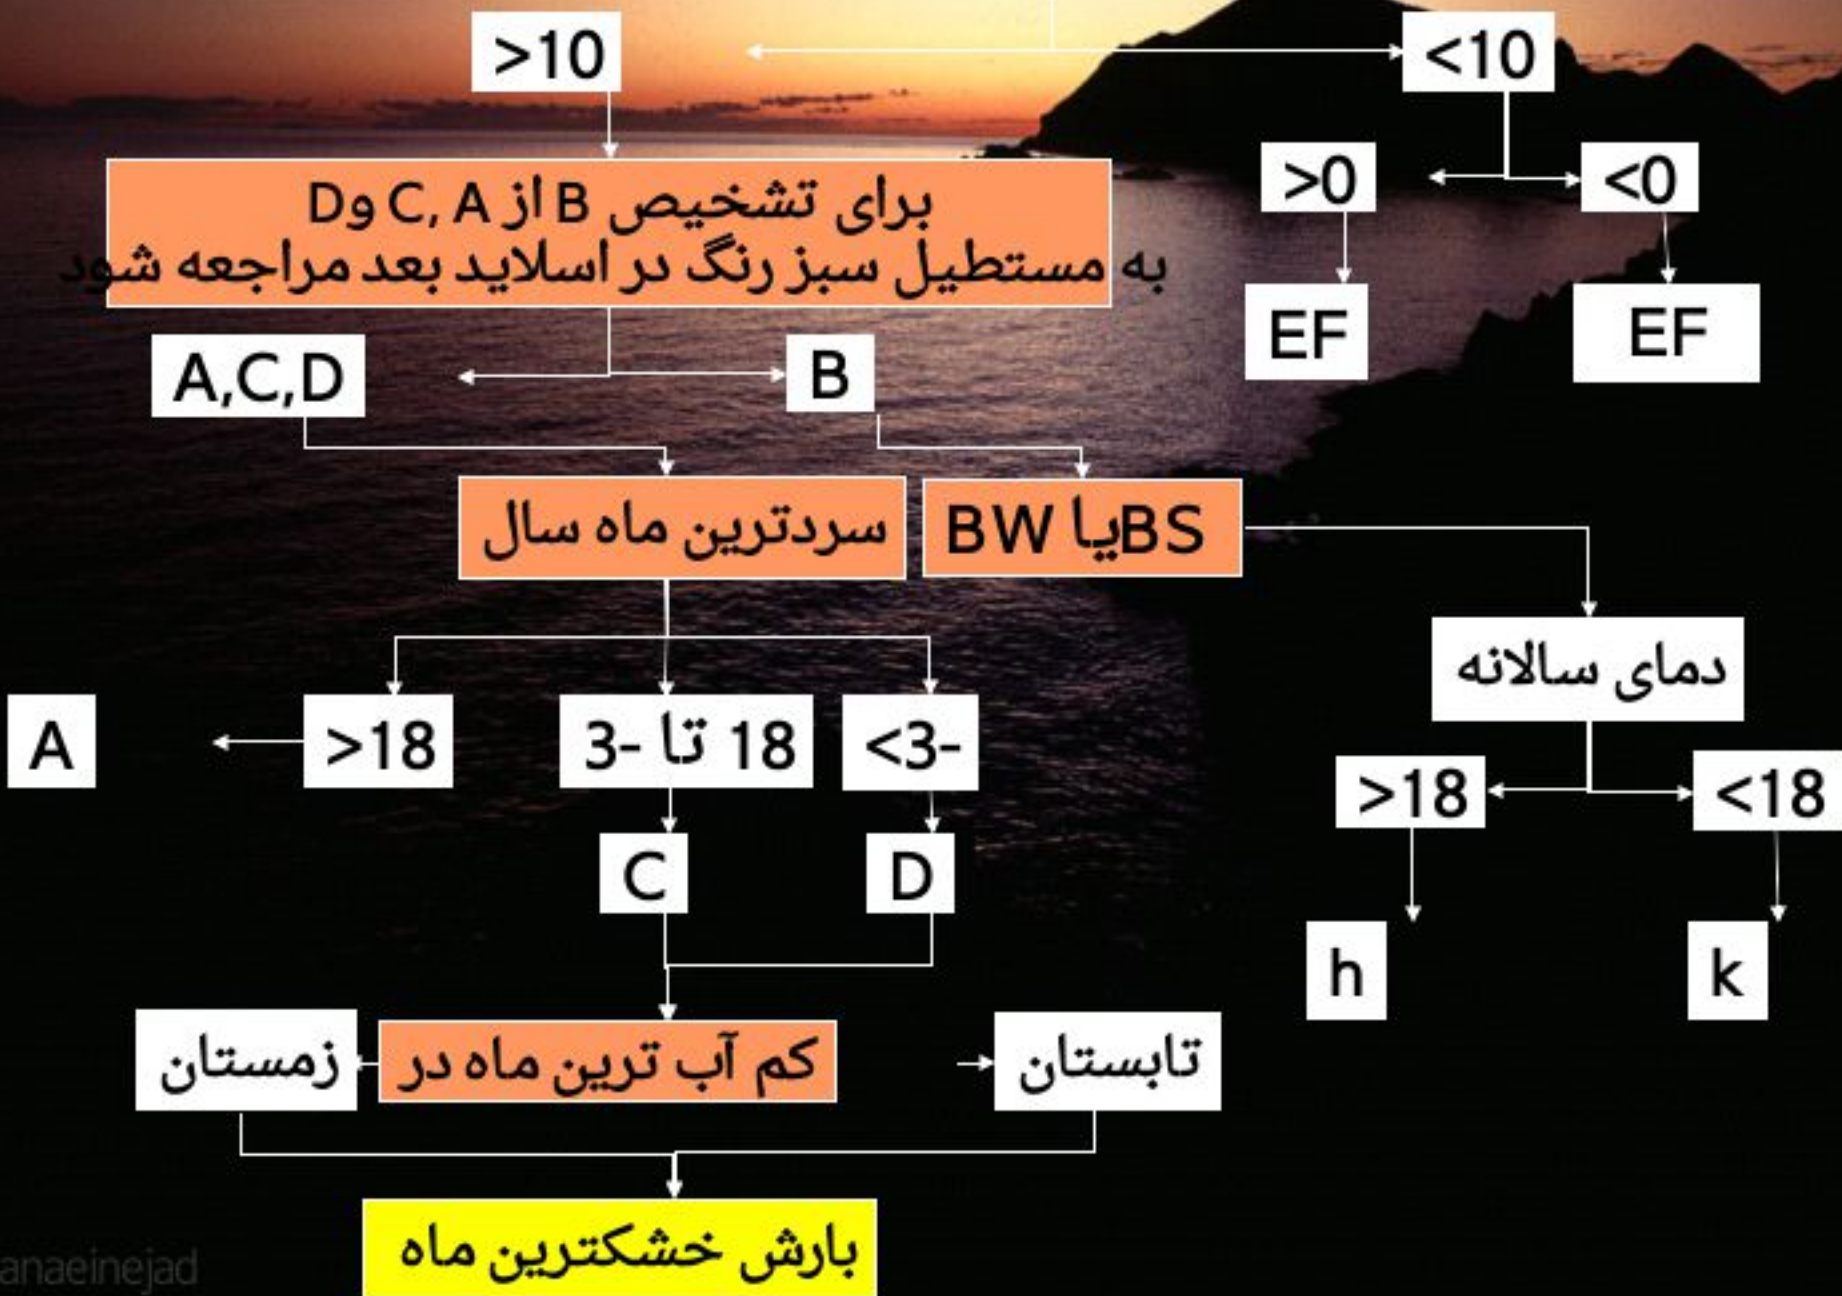 >10
<10
>0
<0
برای تشخیص B از C, A وD
به مستطیل سبز رنگ در اسلاید بعد مراجعه شود
EF
EF
A,C,D
B
سردترین ماه سال
BSیا BW
دمای سالانه
A
>18
18 تا -3
<3-
>18
<18
C
D
h
k
زمستان
کم آب ترین ماه در
تابستان
بارش خشکترین ماه
anaeinejad